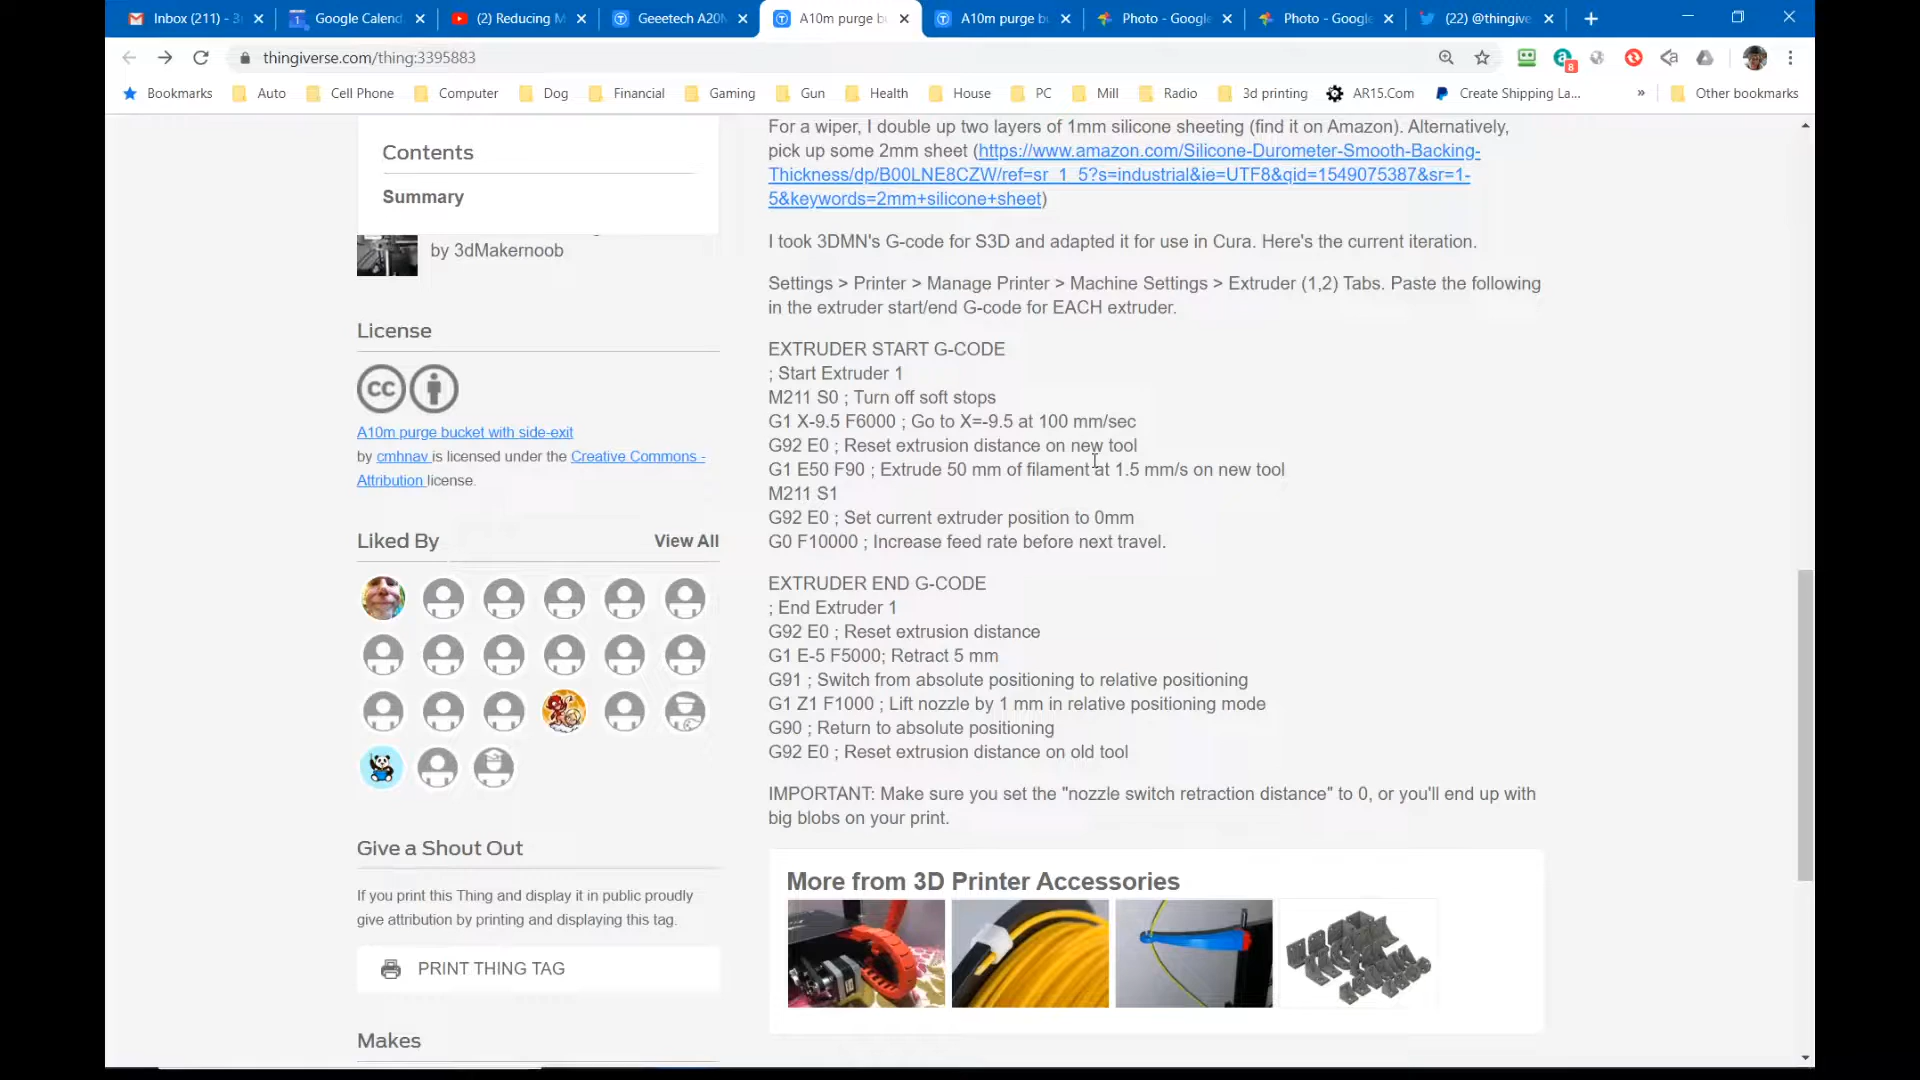 Inbox (211) - 3
Google Calend
(2) Reducing M
Geeetech A20M
A10m purge bu
A10m purge bu
Photo - Google
Photo - Google
(22) @thingive
thingiverse.com/thing:3395883
8
Bookmarks
Auto
Cell Phone
Computer
Dog
Financial
Gaming
Gun
Health
House
PC
Mill
Radio
3d printing
AR15.Com
Create Shipping La...
»
Other bookmarks
Contents
Summary
by 3dMakernoob
License
A10m purge bucket with side-exit
by cmhnav is licensed under the Creative Commons -
Attribution license.
Liked By
View All
Give a Shout Out
If you print this Thing and display it in public proudly
give attribution by printing and displaying this tag.
PRINT THING TAG
Makes
For a wiper, I double up two layers of 1mm silicone sheeting (find it on Amazon). Alternatively,
pick up some 2mm sheet (https://www.amazon.com/Silicone-Durometer-Smooth-Backing-
Thickness/dp/B00LNE8CZW/ref=sr_1_5?s=industrial&ie=UTF8&qid=1549075387&sr=1-
5&keywords=2mm+silicone+sheet)
I took 3DMN's G-code for S3D and adapted it for use in Cura. Here's the current iteration.
Settings > Printer > Manage Printer > Machine Settings > Extruder (1,2) Tabs. Paste the following
in the extruder start/end G-code for EACH extruder.
EXTRUDER START G-CODE
; Start Extruder 1
M211 S0 ; Turn off soft stops
G1 X-9.5 F6000 ; Go to X=-9.5 at 100 mm/sec
G92 E0 ; Reset extrusion distance on new tool
G1 E50 F90 ; Extrude 50 mm of filament at 1.5 mm/s on new tool
M211 S1
G92 E0 ; Set current extruder position to 0mm
G0 F10000 ; Increase feed rate before next travel.
EXTRUDER END G-CODE
; End Extruder 1
G92 E0 ; Reset extrusion distance
G1 E-5 F5000; Retract 5 mm
G91 ; Switch from absolute positioning to relative positioning
G1 Z1 F1000 ; Lift nozzle by 1 mm in relative positioning mode
G90 ; Return to absolute positioning
G92 E0 ; Reset extrusion distance on old tool
IMPORTANT: Make sure you set the "nozzle switch retraction distance" to 0, or you'll end up with
big blobs on your print.
More from 3D Printer Accessories